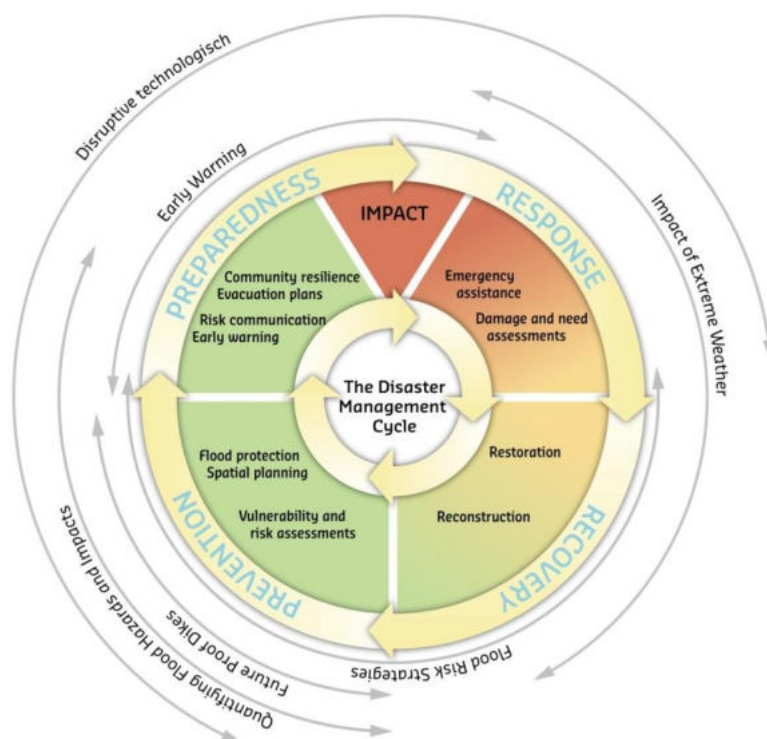 Disruptive technologisch
Early Warning
Impact of Extreme Weather
PREPAREDNESS
IMPACT
RESPONSE
Community resilience
Evacuation plans
Risk communication
Early warning
Emergency
assistance
Damage and need
assessments
The Disaster
Management
Cycle
Flood protection
Spatial planning
Vulnerability and
risk assessments
Restoration
Reconstruction
PREVENTION
RECOVERY
Flood Risk Strategies
Future Proof Dikes
Quantifying Flood Hazards and Impacts